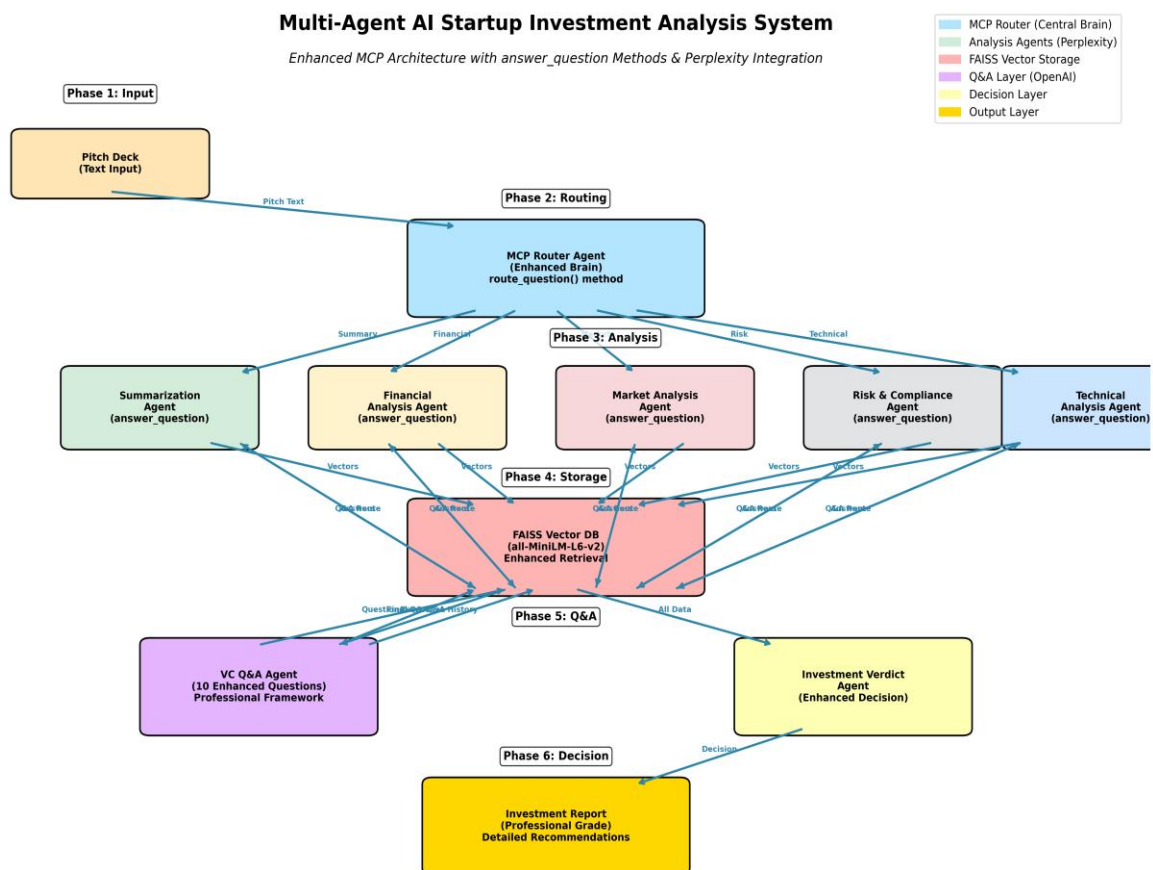 Multi-Agent AI Startup Investment Analysis System
Enhanced MCP Architecture with answer_question Methods & Perplexity Integration
MCP Router (Central Brain)
Analysis Agents (Perplexity)
FAISS Vector Storage
Q&A Layer (OpenAI)
Decision Layer
Output Layer
Phase 1: Input
Pitch Deck
(Text Input)
Pitch Text
Phase 2: Routing
MCP Router Agent
(Enhanced Brain)
route_question() method
Summary
Financial
Phase 3: Analysis
Risk
Technical
Summarization
Agent
(answer_question)
Financial
Analysis Agent
(answer_question)
Market Analysis
Agent
(answer_question)
Risk & Compliance
Agent
(answer_question)
Technical
Analysis Agent
(answer_question)
Vectors
Vectors
Vectors
Vectors
Vectors
Phase 4: Storage
FAISS Vector DB
(all-MiniLM-L6-v2)
Enhanced Retrieval
History
All Data
Phase 5: Q&A
VC Q&A Agent
(10 Enhanced Questions)
Professional Framework
Investment Verdict
Agent
(Enhanced Decision)
Decision
Phase 6: Decision
Investment Report
(Professional Grade)
Detailed Recommendations